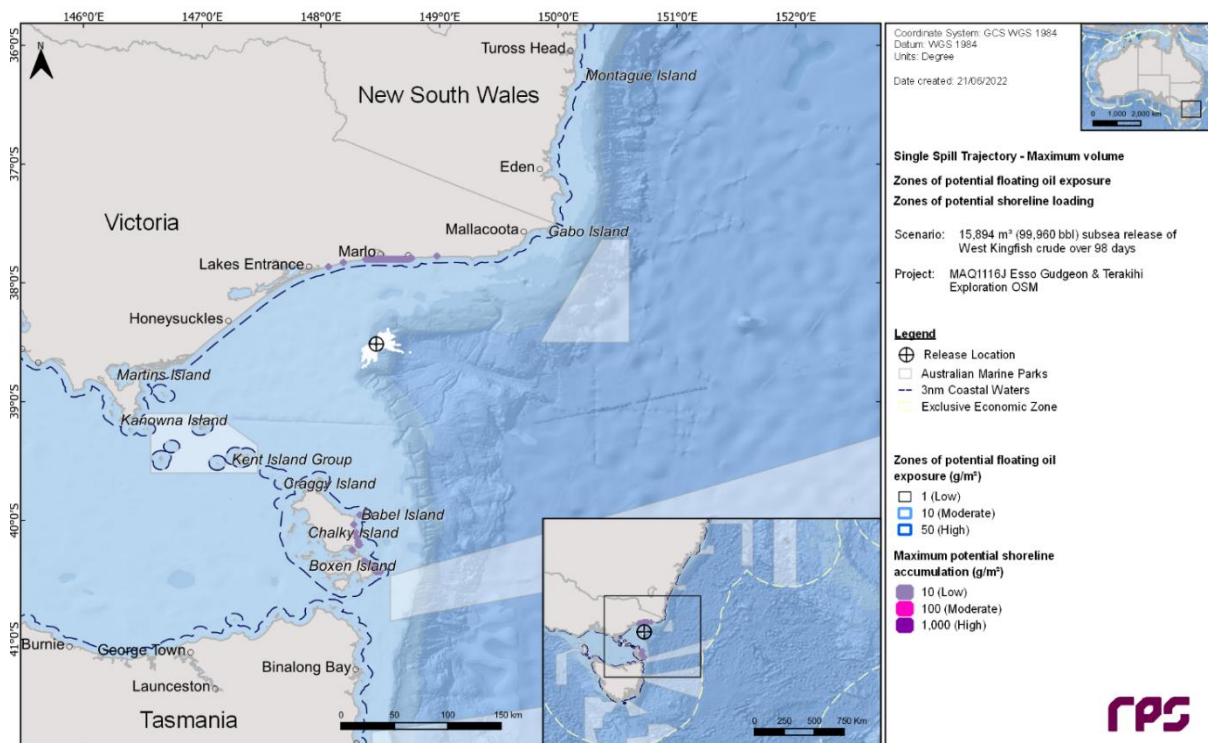 146°0'E 147°0'E 148°0'E 149°0'E 150°0'E 151°0'E 152°0'E
36°0'S
37°0'S
38°0'S
39°0'S
40°0'S
41°0'S
N
Tuross Head
Montague Island
New South Wales
Eden
Victoria
Mallacoota
Gabo Island
Marlo
Lakes Entrance
Honeysuckles
Martins Island
Kanowna Island
Kent Island Group
Craggy Island
Babel Island
Chalky Island
Boxen Island
Burnie
George Town
Binalong Bay
Launceston
Tasmania
0 50 100 150 Km
0 250 500 750 Km
Coordinate System: GCS WGS 1984
Datum: WGS 1984
Units: Degree
Date created: 21/06/2022
0 1,000 2,000 km
Single Spill Trajectory - Maximum volume
Zones of potential floating oil exposure
Zones of potential shoreline loading
Scenario: 15,894 m³ (99,960 bbl) subsea release of
West Kingfish crude over 98 days
Project: MAQ1116J Esso Gudgeon & Terakihi
Exploration OSM
Legend
Release Location
Australian Marine Parks
3nm Coastal Waters
Exclusive Economic Zone
Zones of potential floating oil
exposure (g/m²)
1 (Low)
10 (Moderate)
50 (High)
Maximum potential shoreline
accumulation (g/m²)
10 (Low)
100 (Moderate)
1,000 (High)
rps